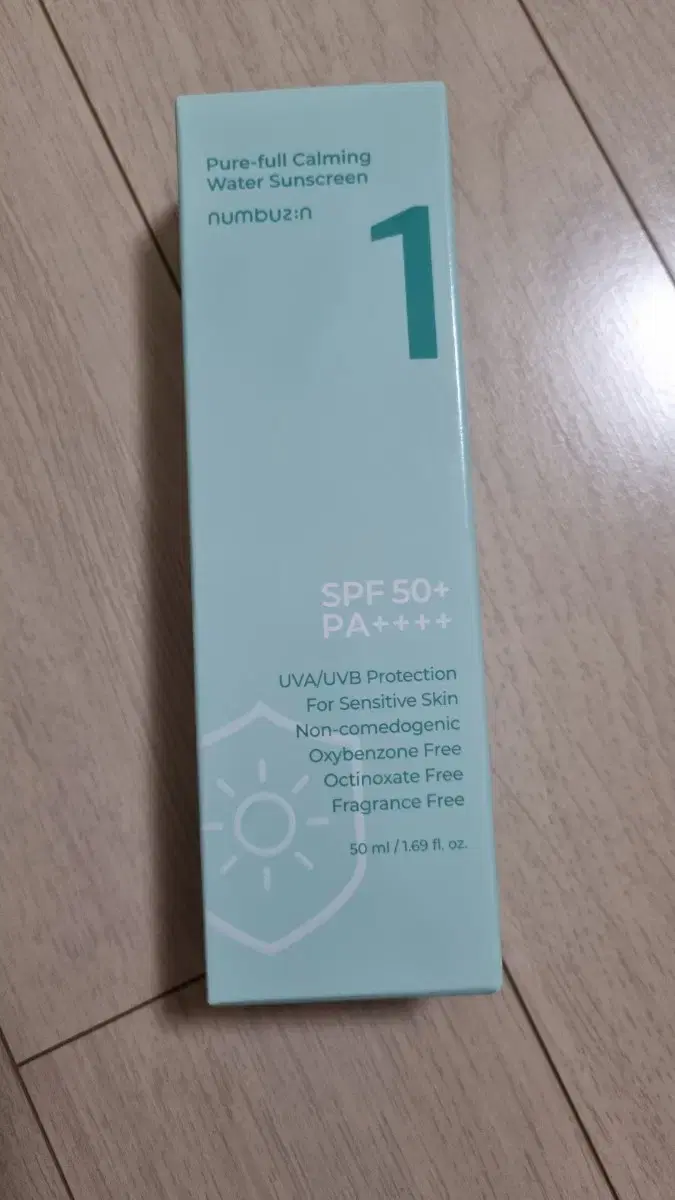 Pure-full Calming
Water Sunscreen
numbuz:n
1
SPF 50+
PA++++
UVA/UVB Protection
For Sensitive Skin
Non-comedogenic
Oxybenzone Free
Octinoxate Free
Fragrance Free
50 ml / 1.69 fl. oz.